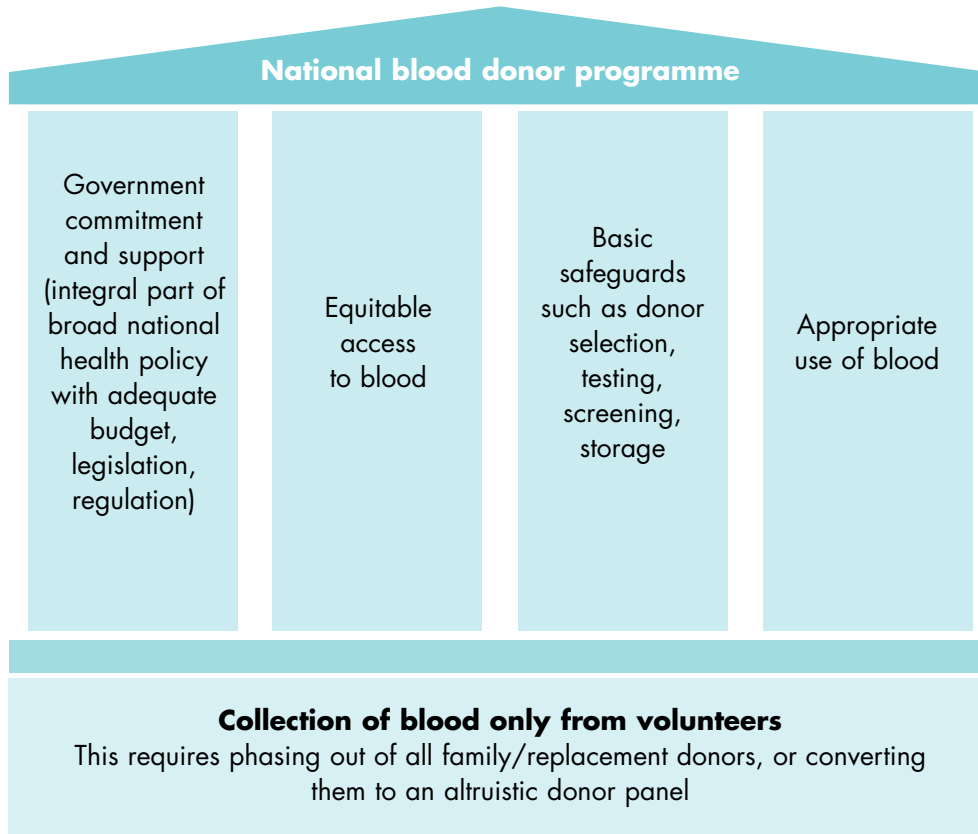 National blood donor programme
Government
commitment
and support
(integral part of
broad national
health policy
with adequate
budget,
legislation,
regulation)
Equitable
access
to blood
Basic
safeguards
such as donor
selection,
testing,
screening,
storage
Appropriate
use of blood
Collection of blood only from volunteers
This requires phasing out of all family/replacement donors, or converting
them to an altruistic donor panel